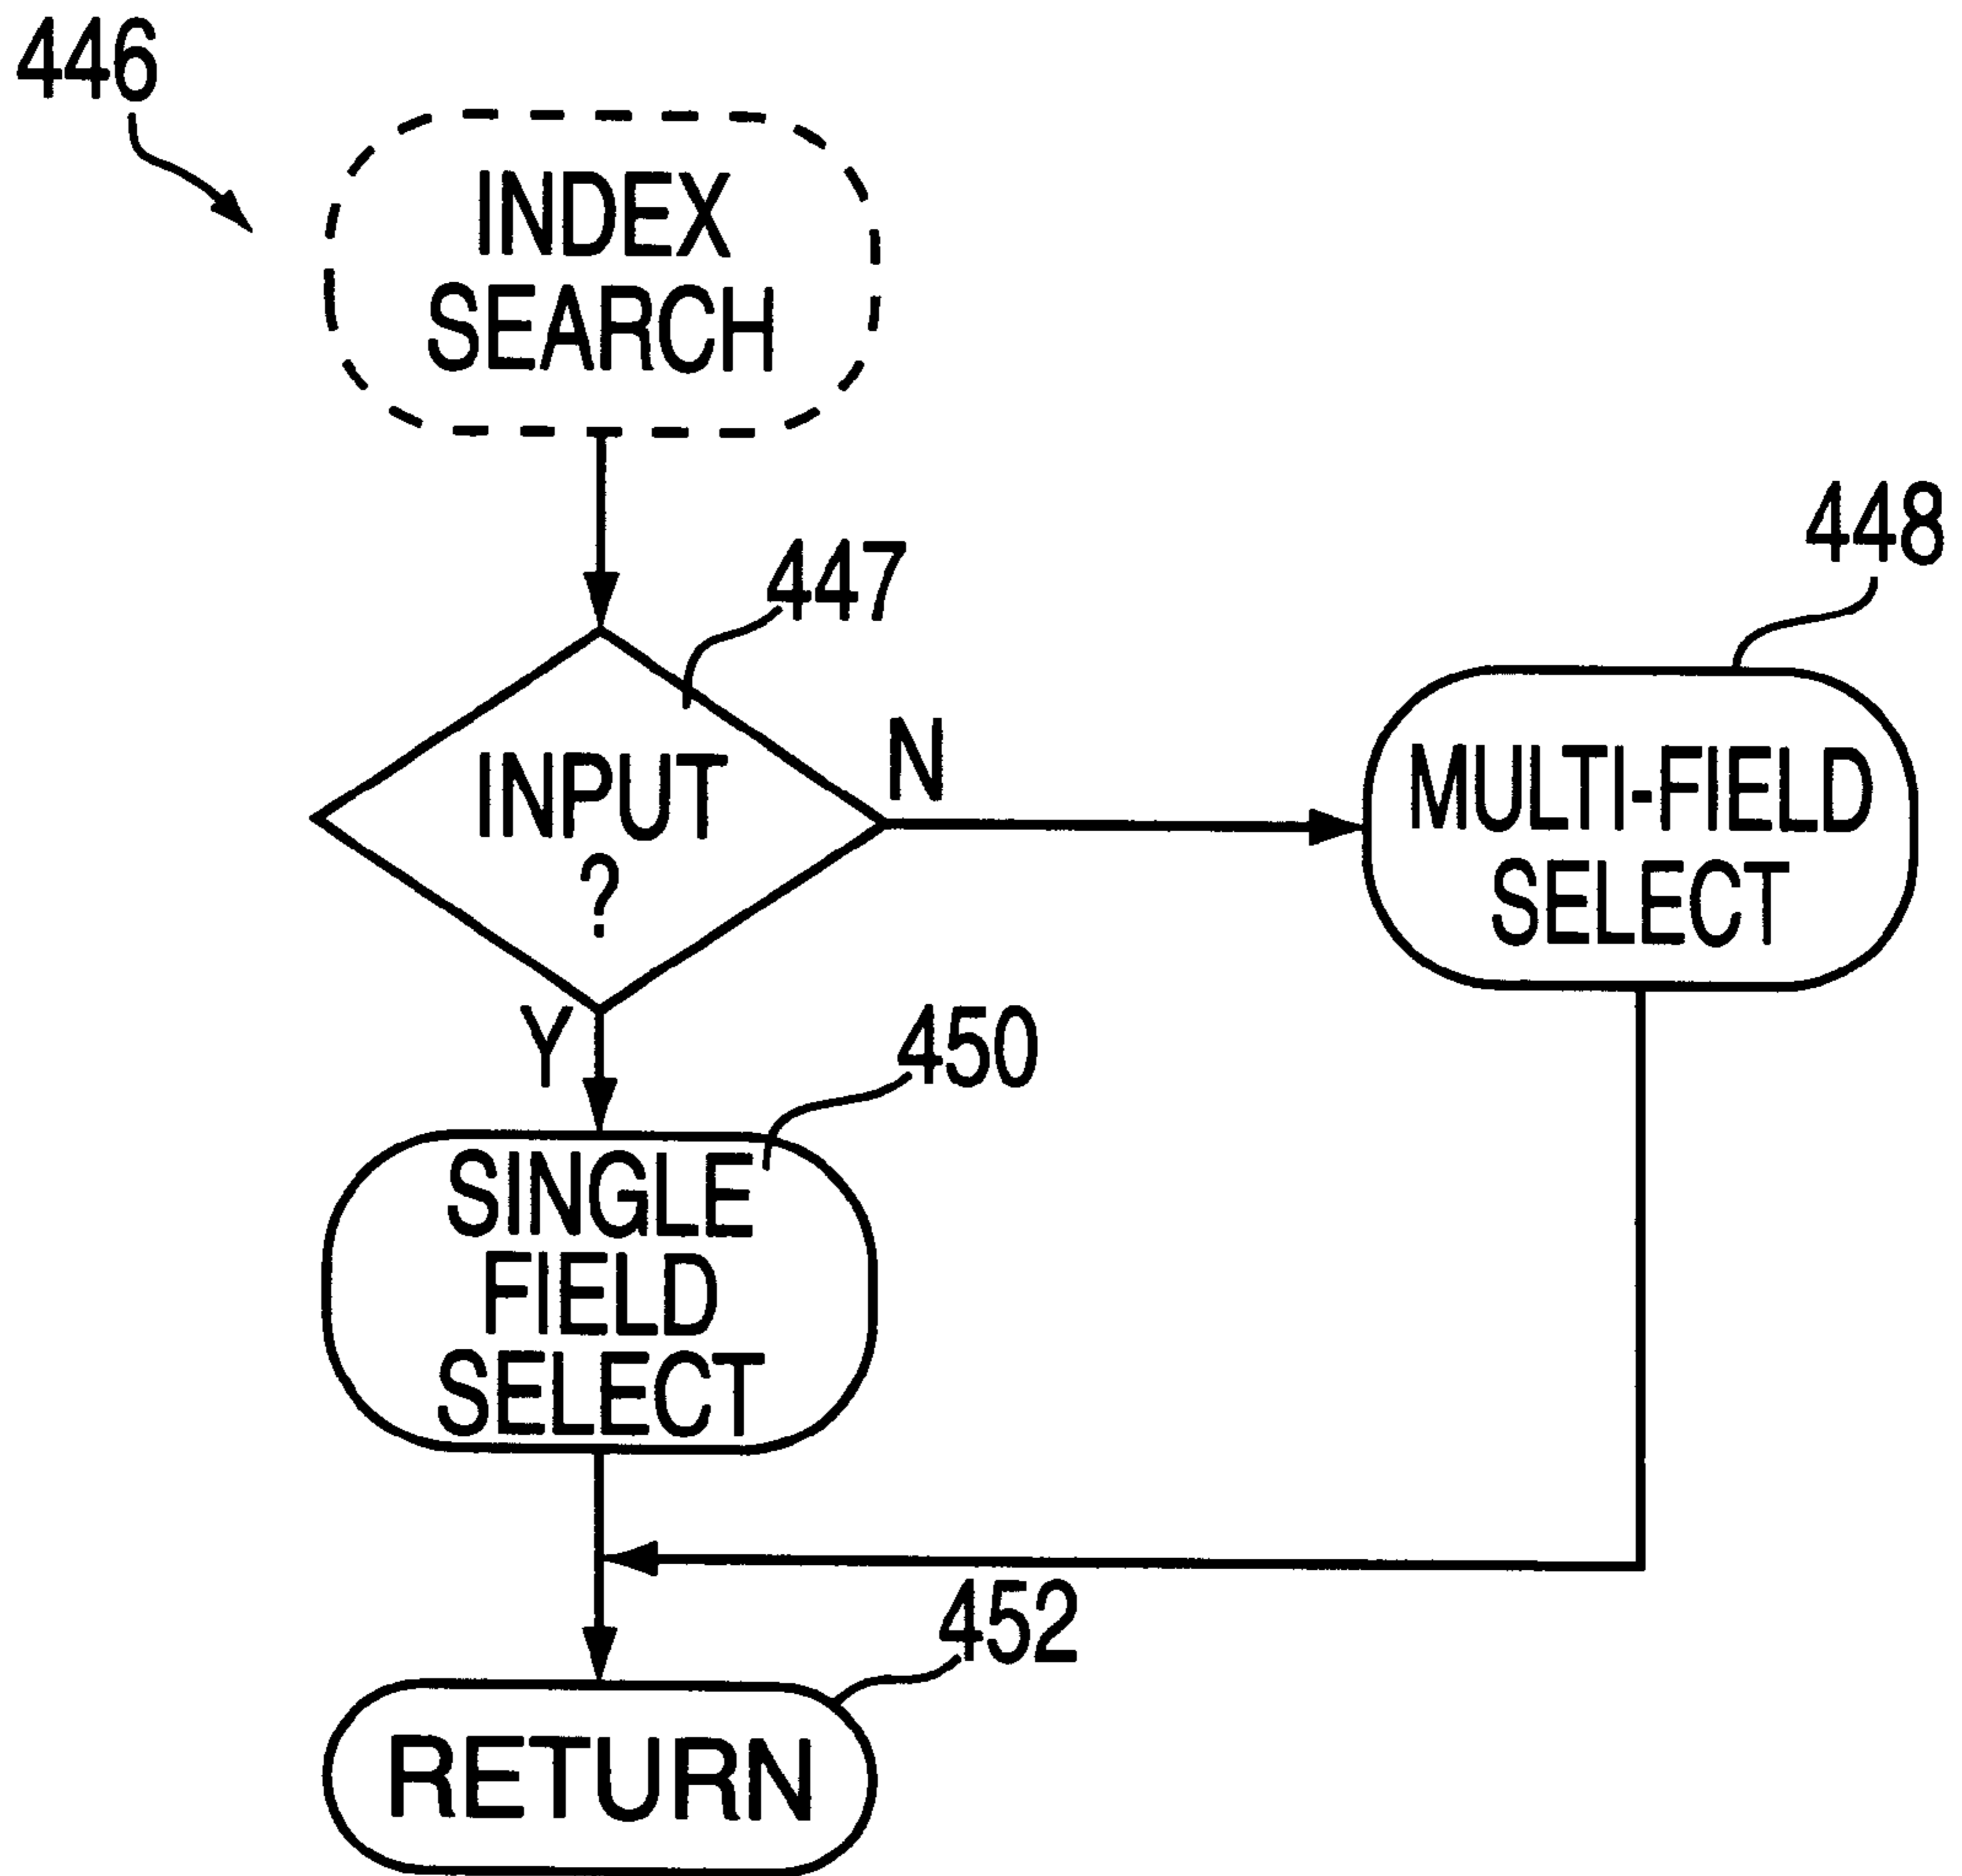 446
INDEX
SEARCH
447
INPUT
?
N
448
MULTI-FIELD
SELECT
Y
450
SINGLE
FIELD
SELECT
452
RETURN